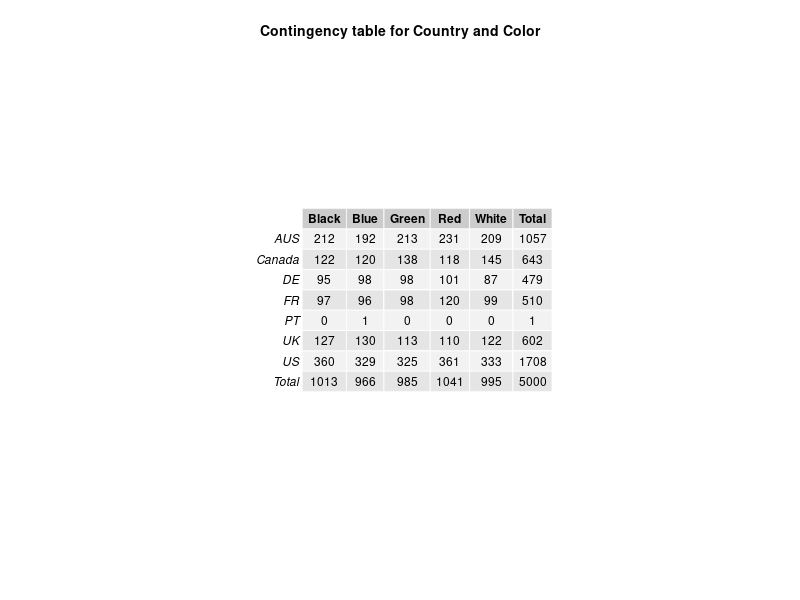 Contingency table for Country and Color
Black Blue Green Red White Total
AUS 212 192 213 231 209 1057
Canada 122 120 138 118 145 643
DE 95 98 98 101 87 479
FR 97 96 98 120 99 510
PT 0 1 0 0 0 1
UK 127 130 113 110 122 602
US 360 329 325 361 333 1708
Total 1013 966 985 1041 995 5000